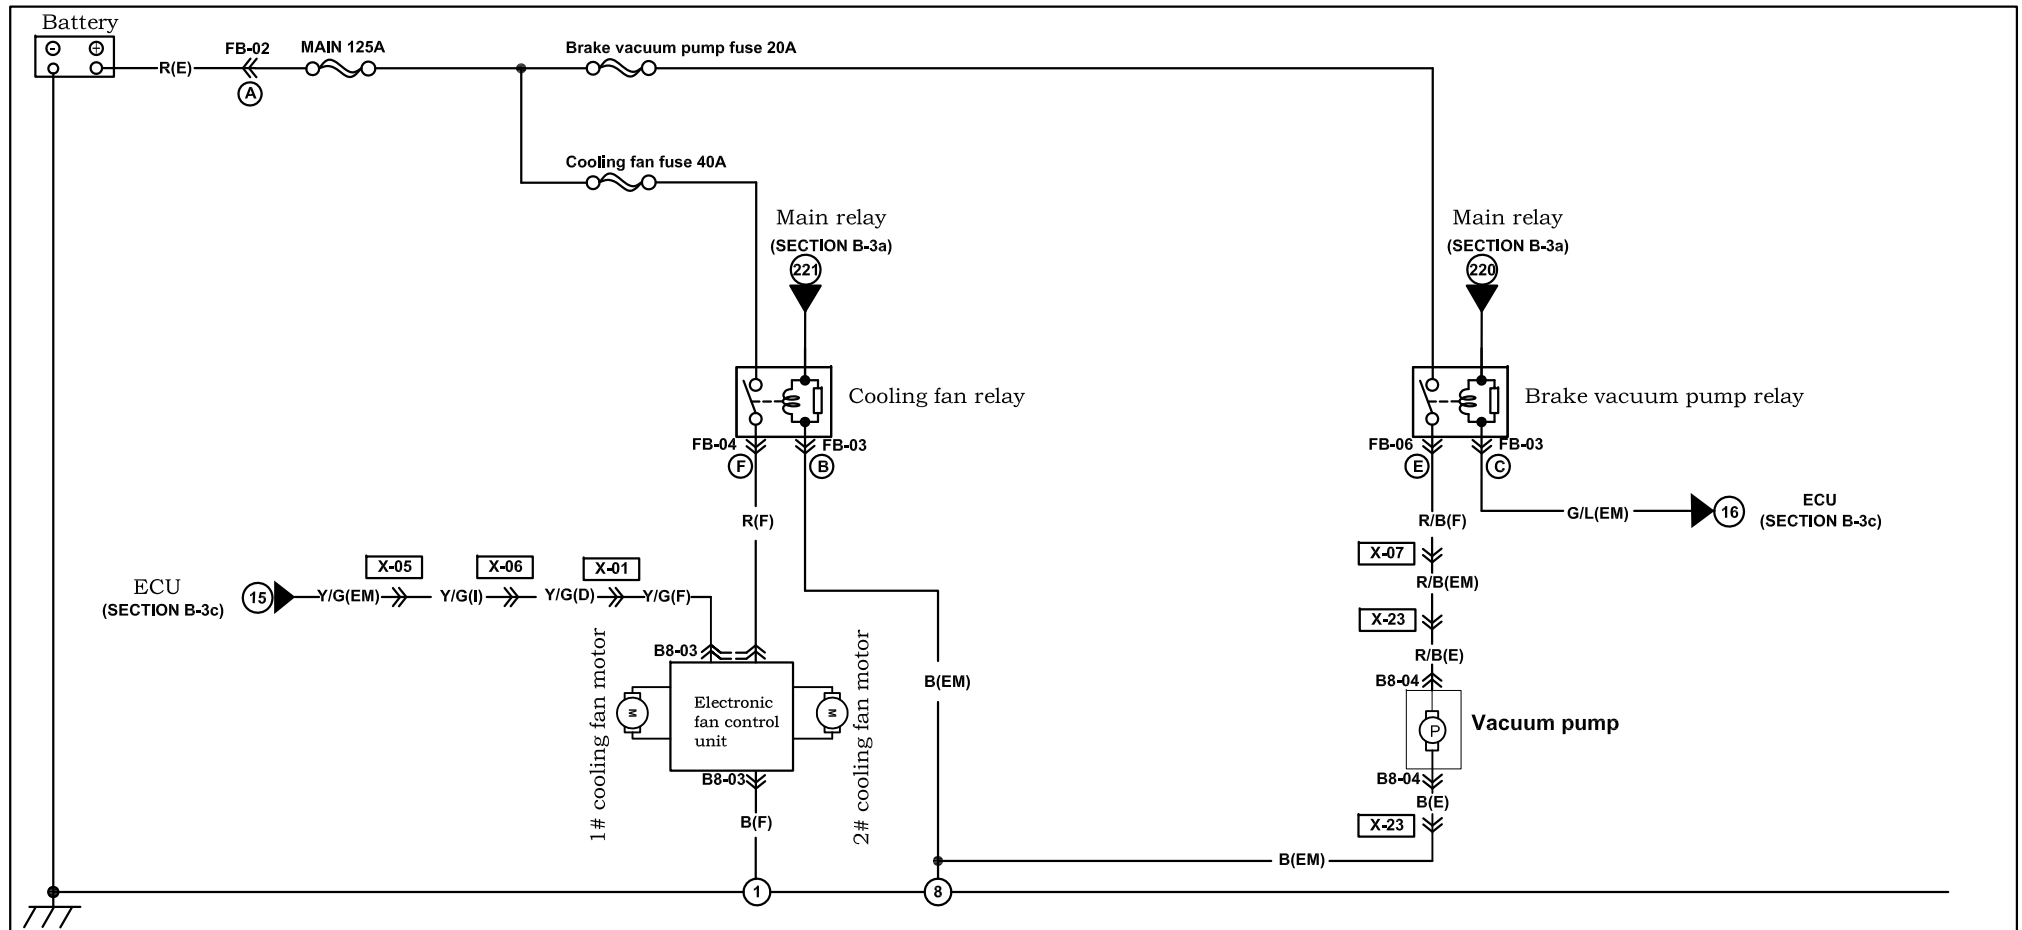 Battery
FB-02
MAIN 125A
Brake vacuum pump fuse 20A
R(E)
A
Cooling fan fuse 40A
Main relay
(SECTION B-3a)
221
Main relay
(SECTION B-3a)
220
Cooling fan relay
Brake vacuum pump relay
FB-04
FB-03
F
B
FB-06
FB-03
E
C
R(F)
R/B(F)
G/L(EM)
16
ECU
(SECTION B-3c)
X-07
R/B(EM)
X-23
R/B(E)
ECU
(SECTION B-3c)
15
Y/G(EM)
X-05
Y/G(I)
X-06
Y/G(D)
X-01
Y/G(F)
B8-03
1# cooling fan motor
M
Electronic
fan control
unit
M
2# cooling fan motor
B(EM)
B8-04
P
Vacuum pump
B8-03
B8-04
B(F)
B(E)
X-23
B(EM)
1
8